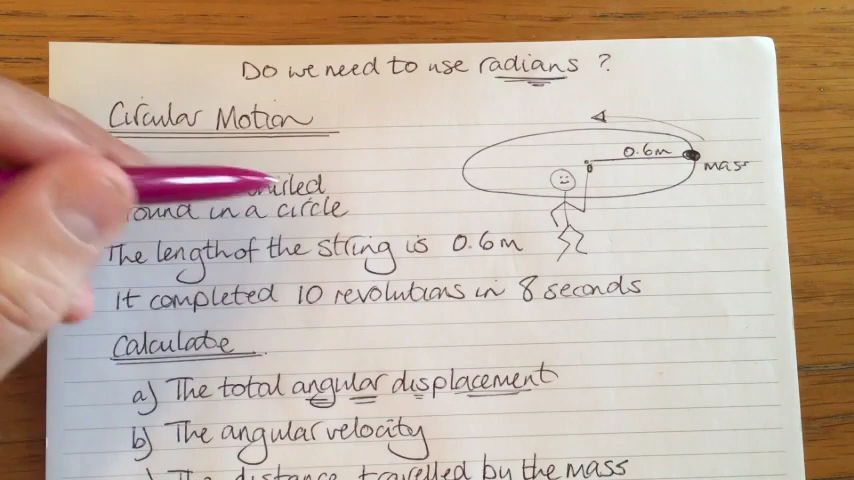 Do we need to use radians ?
Circular Motion
0.6m
mass
in a circle
The length of the string is 0.6m
It completed 10 revolutions in 8 seconds
Calculate
a) The total angular displacement
b) The angular velocity
The distance travelled by the mass